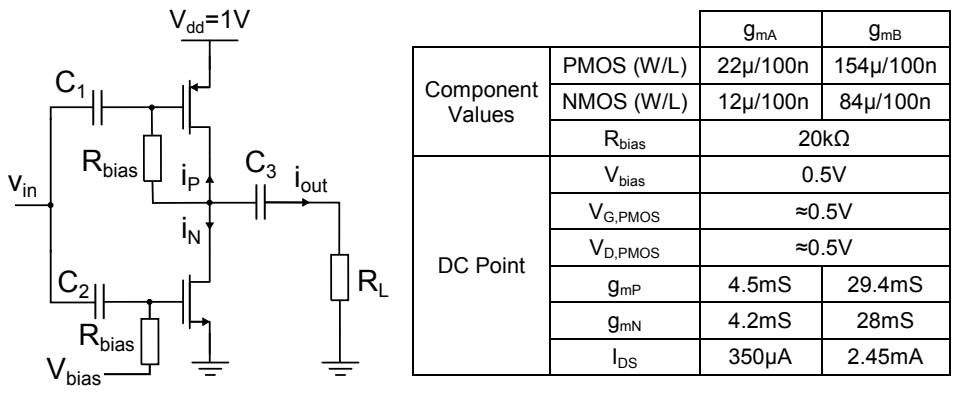 V_dd=1V
C_1
R_bias
i_P
C_3
i_out
v_in
i_N
C_2
R_L
R_bias
V_bias
g_mA g_mB
Component Values PMOS (W/L) 22μ/100n 154μ/100n
NMOS (W/L) 12μ/100n 84μ/100n
R_bias 20kΩ
DC Point V_bias 0.5V
V_G,PMOS ≈0.5V
V_D,PMOS ≈0.5V
g_mP 4.5mS 29.4mS
g_mN 4.2mS 28mS
I_DS 350μA 2.45mA